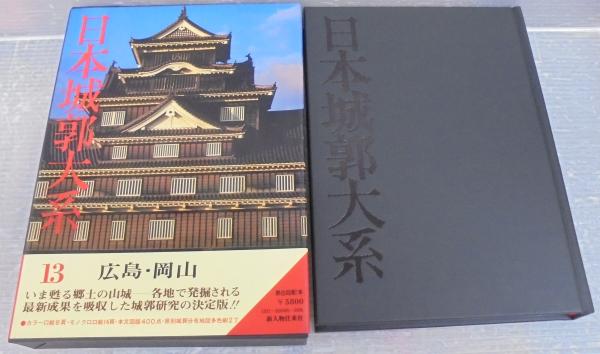 日本城郭大系
13 広島・岡山
いま甦る郷土の山城──各地で発掘される
最新成果を吸収した城郭研究の決定版!!
￥5800
新人物往来社
日本城郭大系